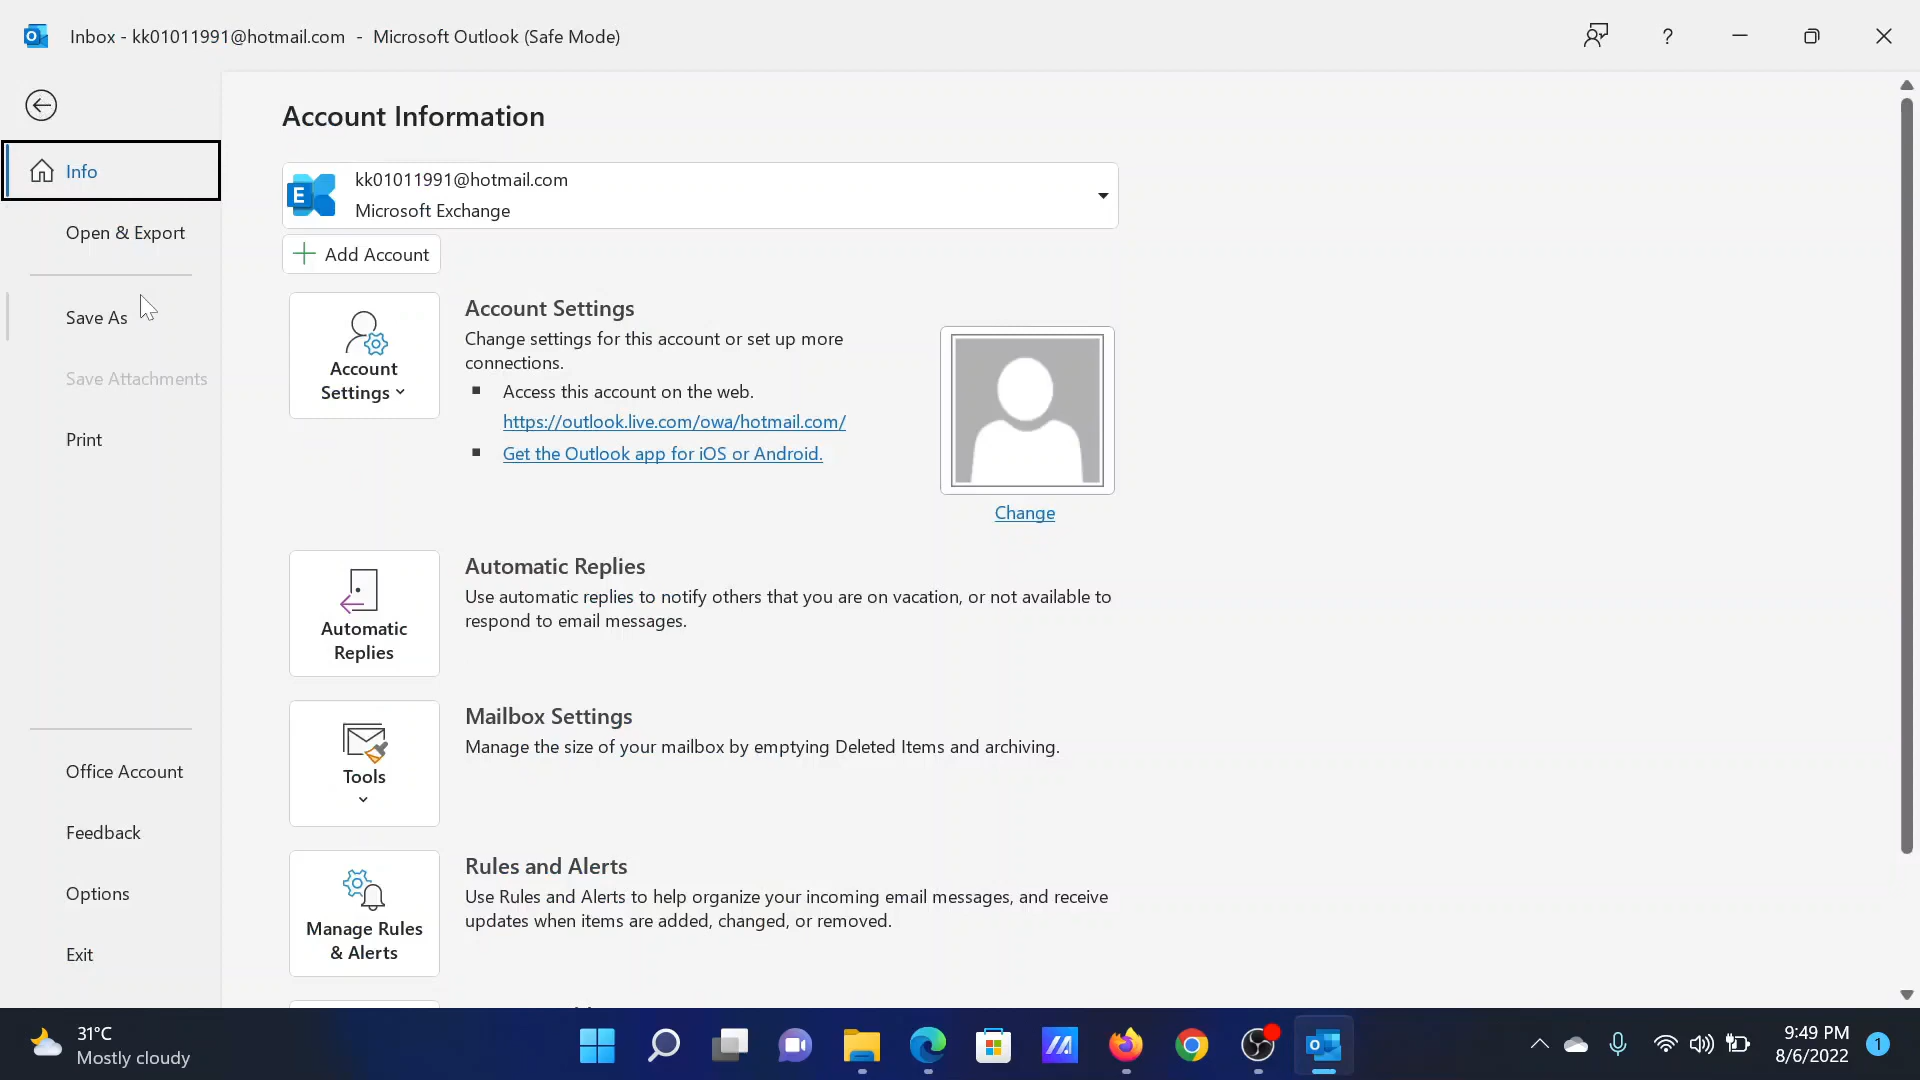 Inbox - kk01011991@hotmail.com - Microsoft Outlook (Safe Mode)
?
Info
Open & Export
Save As
Save Attachments
Print
Office Account
Feedback
Options
Exit
Account Information
E
kk01011991@hotmail.com
Microsoft Exchange
Add Account
Account
Settings
Account Settings
Change settings for this account or set up more
connections.
Access this account on the web.
https://outlook.live.com/owa/hotmail.com/
Get the Outlook app for iOS or Android.
Change
Automatic
Replies
Automatic Replies
Use automatic replies to notify others that you are on vacation, or not available to
respond to email messages.
Tools
Mailbox Settings
Manage the size of your mailbox by emptying Deleted Items and archiving.
Manage Rules
& Alerts
Rules and Alerts
Use Rules and Alerts to help organize your incoming email messages, and receive
updates when items are added, changed, or removed.
31°C
Mostly cloudy
9:49 PM
8/6/2022
1